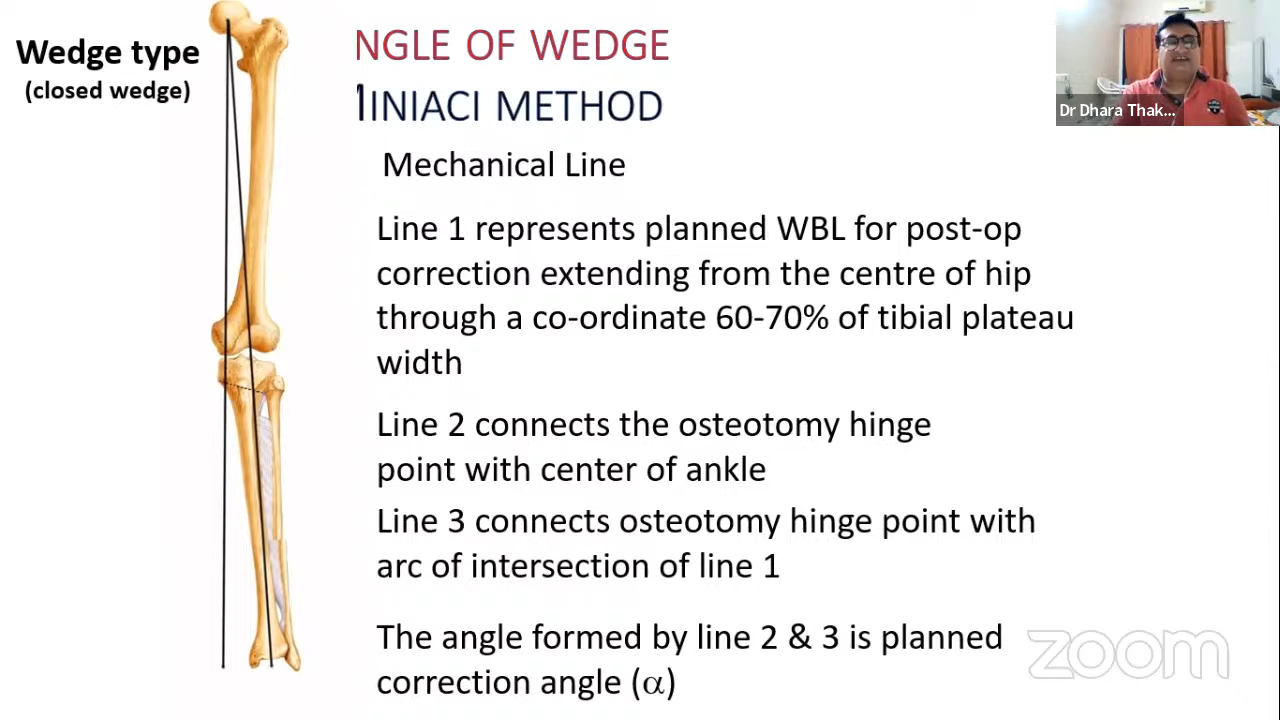 Wedge type
(closed wedge)
NGLE OF WEDGE
MINIACI METHOD
Mechanical Line
Line 1 represents planned WBL for post-op
correction extending from the centre of hip
through a co-ordinate 60-70% of tibial plateau
width
Line 2 connects the osteotomy hinge
point with center of ankle
Line 3 connects osteotomy hinge point with
arc of intersection of line 1
The angle formed by line 2 & 3 is planned
correction angle (α)
Dr Dhara Thak...
zoom